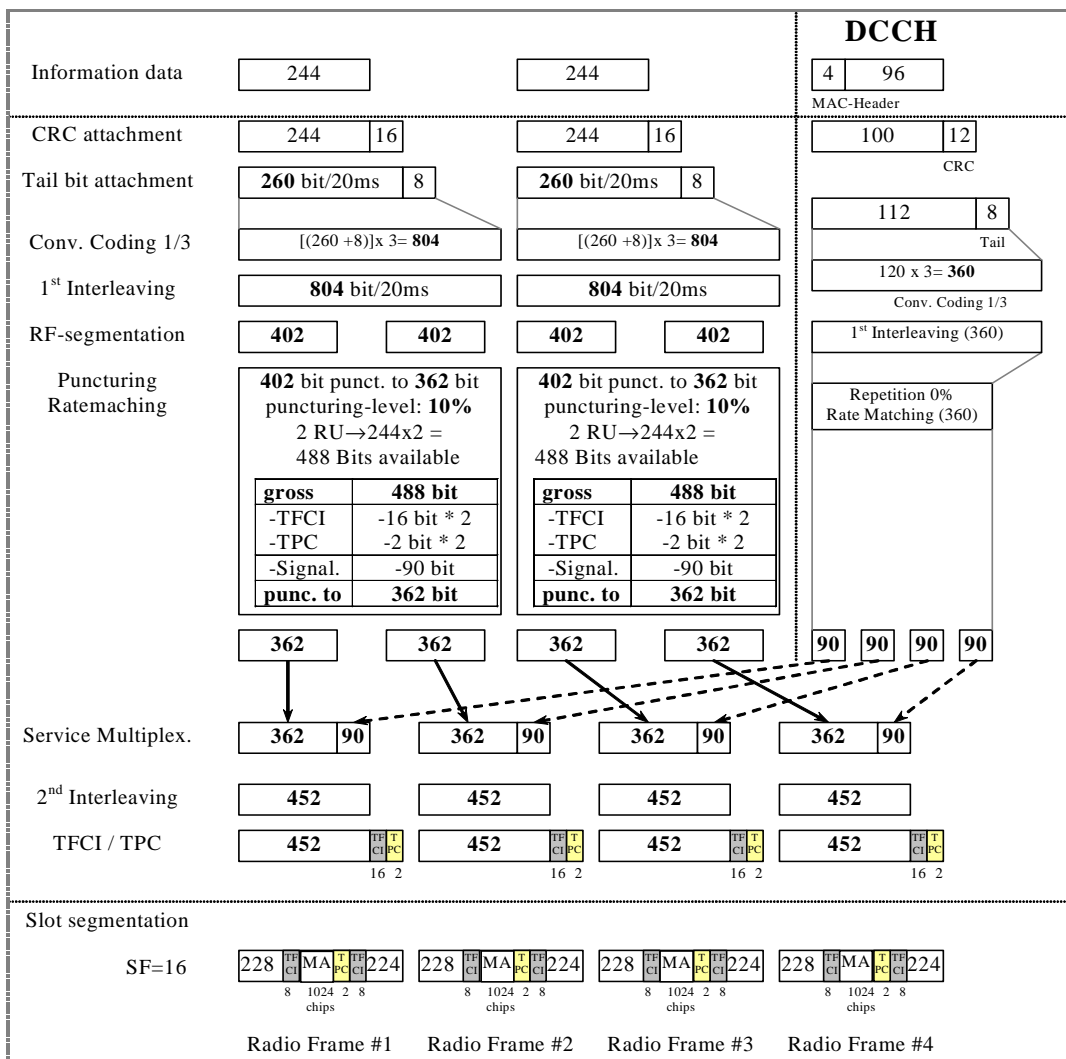 DCCH
Information data 244 244 4 96
MAC-Header
CRC attachment 244 16 244 16 100 12
CRC
Tail bit attachment 260 bit/20ms 8 260 bit/20ms 8
112 8
Tail
Conv. Coding 1/3 [(260 +8)]x 3= 804 [(260 +8)]x 3= 804
120 x 3= 360
Conv. Coding 1/3
1st Interleaving 804 bit/20ms 804 bit/20ms
RF-segmentation 402 402 402 402 1st Interleaving (360)
Puncturing
Ratemaching
402 bit punct. to 362 bit
puncturing-level: 10%
2 RU→244x2 =
488 Bits available
gross 488 bit
-TFCI -16 bit * 2
-TPC -2 bit * 2
-Signal. -90 bit
punc. to 362 bit
402 bit punct. to 362 bit
puncturing-level: 10%
2 RU→244x2 =
488 Bits available
gross 488 bit
-TFCI -16 bit * 2
-TPC -2 bit * 2
-Signal. -90 bit
punc. to 362 bit
Repetition 0%
Rate Matching (360)
362 362 362 362 90 90 90 90
Service Multiplex. 362 90 362 90 362 90 362 90
2nd Interleaving 452 452 452 452
TFCI / TPC 452 TF CI T PC 452 TF CI T PC 452 TF CI T PC 452 TF CI T PC
16 2 16 2 16 2 16 2
Slot segmentation
SF=16 228 TF CI MA T PC TF CI 224 228 TF CI MA T PC TF CI 224 228 TF CI MA T PC TF CI 224 228 TF CI MA T PC TF CI 224
8 1024 2 8 8 1024 2 8 8 1024 2 8 8 1024 2 8
chips chips chips chips
Radio Frame #1 Radio Frame #2 Radio Frame #3 Radio Frame #4